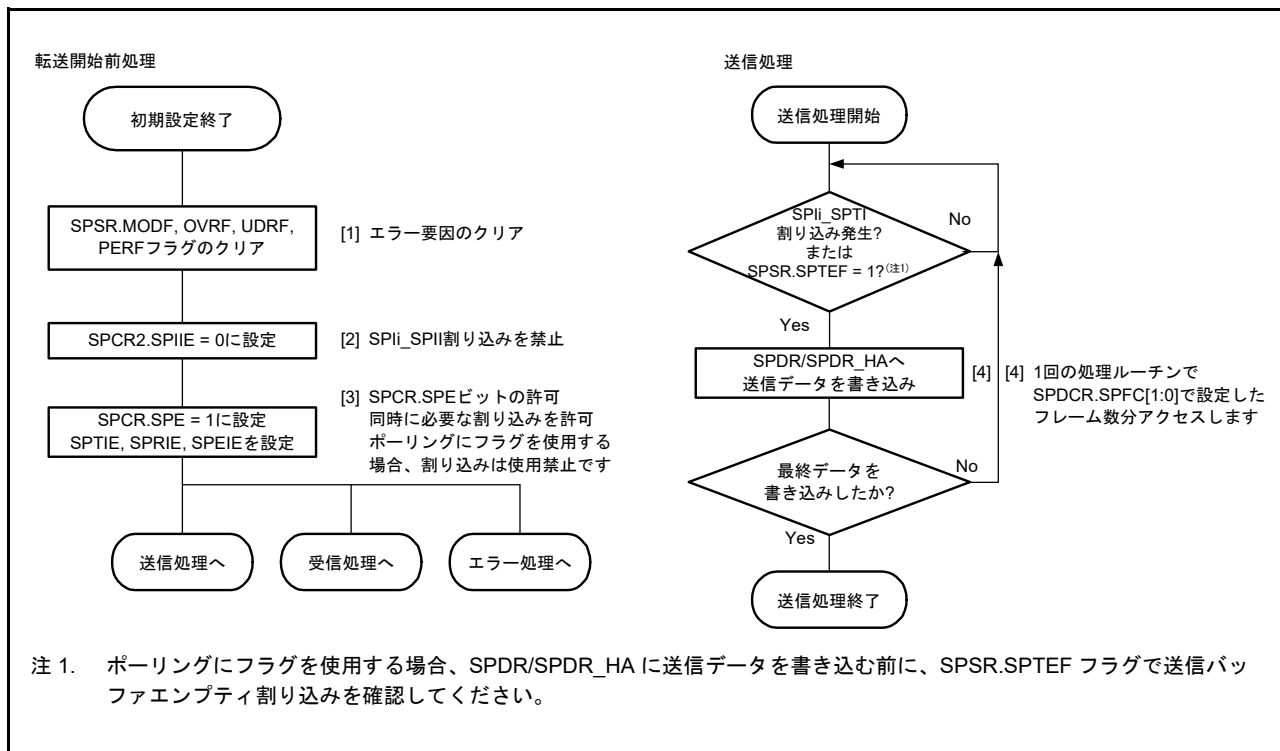 転送開始前処理
初期設定終了
SPSR.MODF, OVRF, UDRF,
PERFフラグのクリア
[1] エラー要因のクリア
SPCR2.SPIIE = 0に設定
[2] SPIi_SPII割り込みを禁止
SPCR.SPE = 1に設定
SPTIE, SPRIE, SPEIEを設定
[3] SPCR.SPEビットの許可
同時に必要な割り込みを許可
ポーリングにフラグを使用する
場合、割り込みは使用禁止です
送信処理へ
受信処理へ
エラー処理へ
送信処理
送信処理開始
SPIi_SPTI
割り込み発生?
または
SPSR.SPTEF = 1?(注1)
No
Yes
SPDR/SPDR_HAへ
送信データを書き込み
[4]
[4] 1回の処理ルーチンで
SPDCR.SPFC[1:0]で設定した
フレーム数分アクセスします
最終データを
書き込みしたか?
No
Yes
送信処理終了
注 1. ポーリングにフラグを使用する場合、SPDR/SPDR_HA に送信データを書き込む前に、SPSR.SPTEF フラグで送信バッ
ファエンプティ割り込みを確認してください。